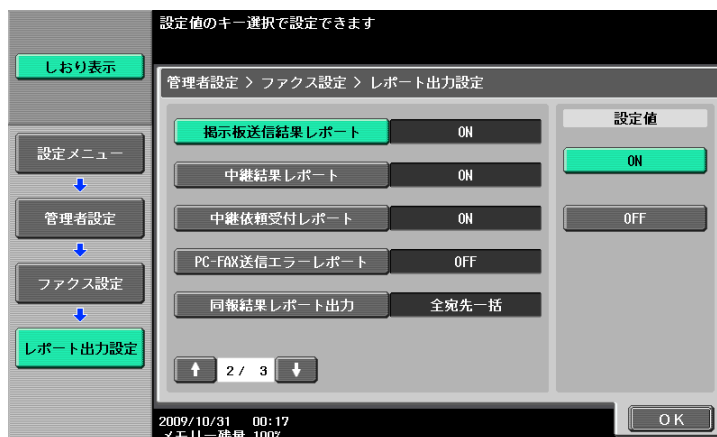 設定値のキー選択で設定できます
しおり表示
管理者設定 > ファクス設定 > レポート出力設定
設定メニュー
管理者設定
ファクス設定
レポート出力設定
掲示板送信結果レポート ON
中継結果レポート ON
中継依頼受付レポート ON
PC-FAX送信エラーレポート OFF
同報結果レポート出力 全宛先一括
2/ 3
設定値
ON
OFF
2009/10/31 00:17
メモリー残量 100%
OK